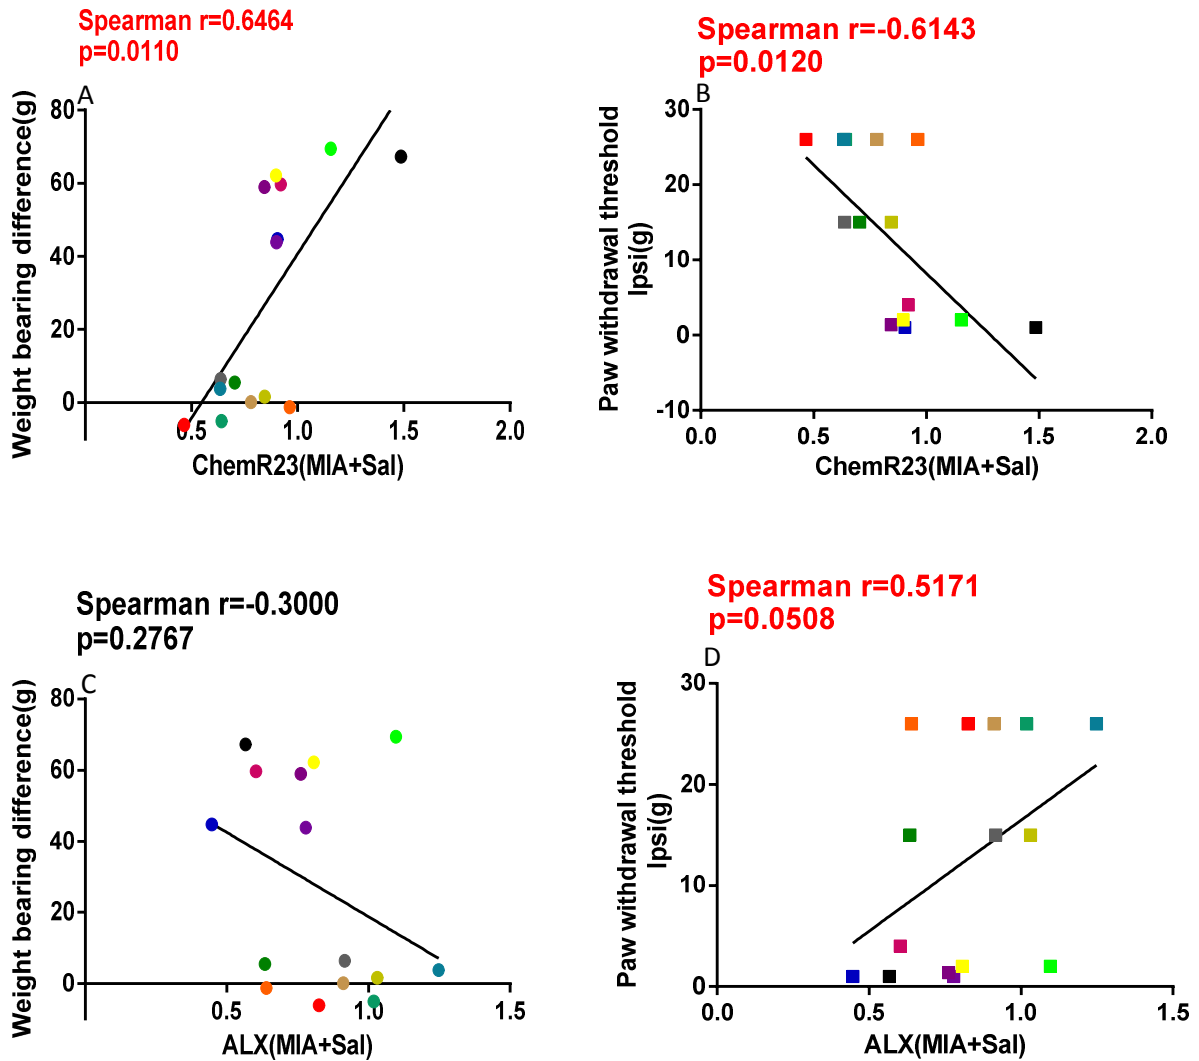 Spearman r=0.6464
p=0.0110
A
Weight bearing difference(g)
80
60
40
20
0
0.5
1.0
1.5
2.0
ChemR23(MIA+Sal)
Spearman r=-0.6143
p=0.0120
B
Paw withdrawal threshold
Ipsi(g)
30
20
10
0
-10
0.0
0.5
1.0
1.5
2.0
ChemR23(MIA+Sal)
Spearman r=-0.3000
p=0.2767
C
Weight bearing difference(g)
80
60
40
20
0
0.5
1.0
1.5
ALX(MIA+Sal)
Spearman r=0.5171
p=0.0508
D
Paw withdrawal threshold
Ipsi(g)
30
20
10
0
0.0
0.5
1.0
1.5
ALX(MIA+Sal)